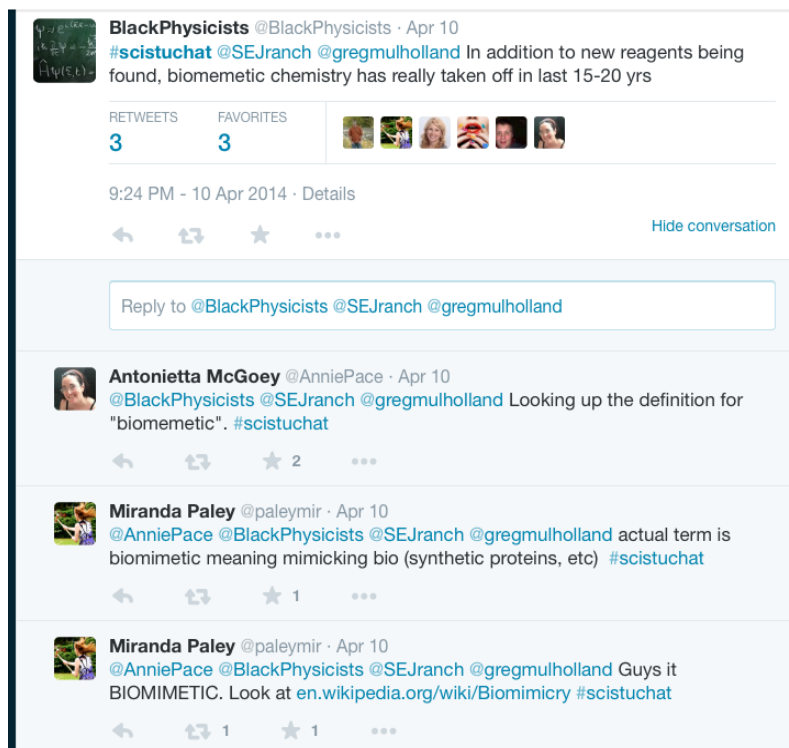 BlackPhysicists @BlackPhysicists · Apr 10
#scistuchat @SEJranch @gregmulholland In addition to new reagents being
found, biomemetic chemistry has really taken off in last 15-20 yrs
RETWEETS FAVORITES
3 3
9:24 PM - 10 Apr 2014 · Details
Hide conversation
Reply to @BlackPhysicists @SEJranch @gregmulholland
Antonietta McGoey @AnniePace · Apr 10
@BlackPhysicists @SEJranch @gregmulholland Looking up the definition for
"biomemetic". #scistuchat
2
Miranda Paley @paleymir · Apr 10
@AnniePace @BlackPhysicists @SEJranch @gregmulholland actual term is
biomimetic meaning mimicking bio (synthetic proteins, etc) #scistuchat
1
Miranda Paley @paleymir · Apr 10
@AnniePace @BlackPhysicists @SEJranch @gregmulholland Guys it
BIOMIMETIC. Look at en.wikipedia.org/wiki/Biomimicry #scistuchat
1 1